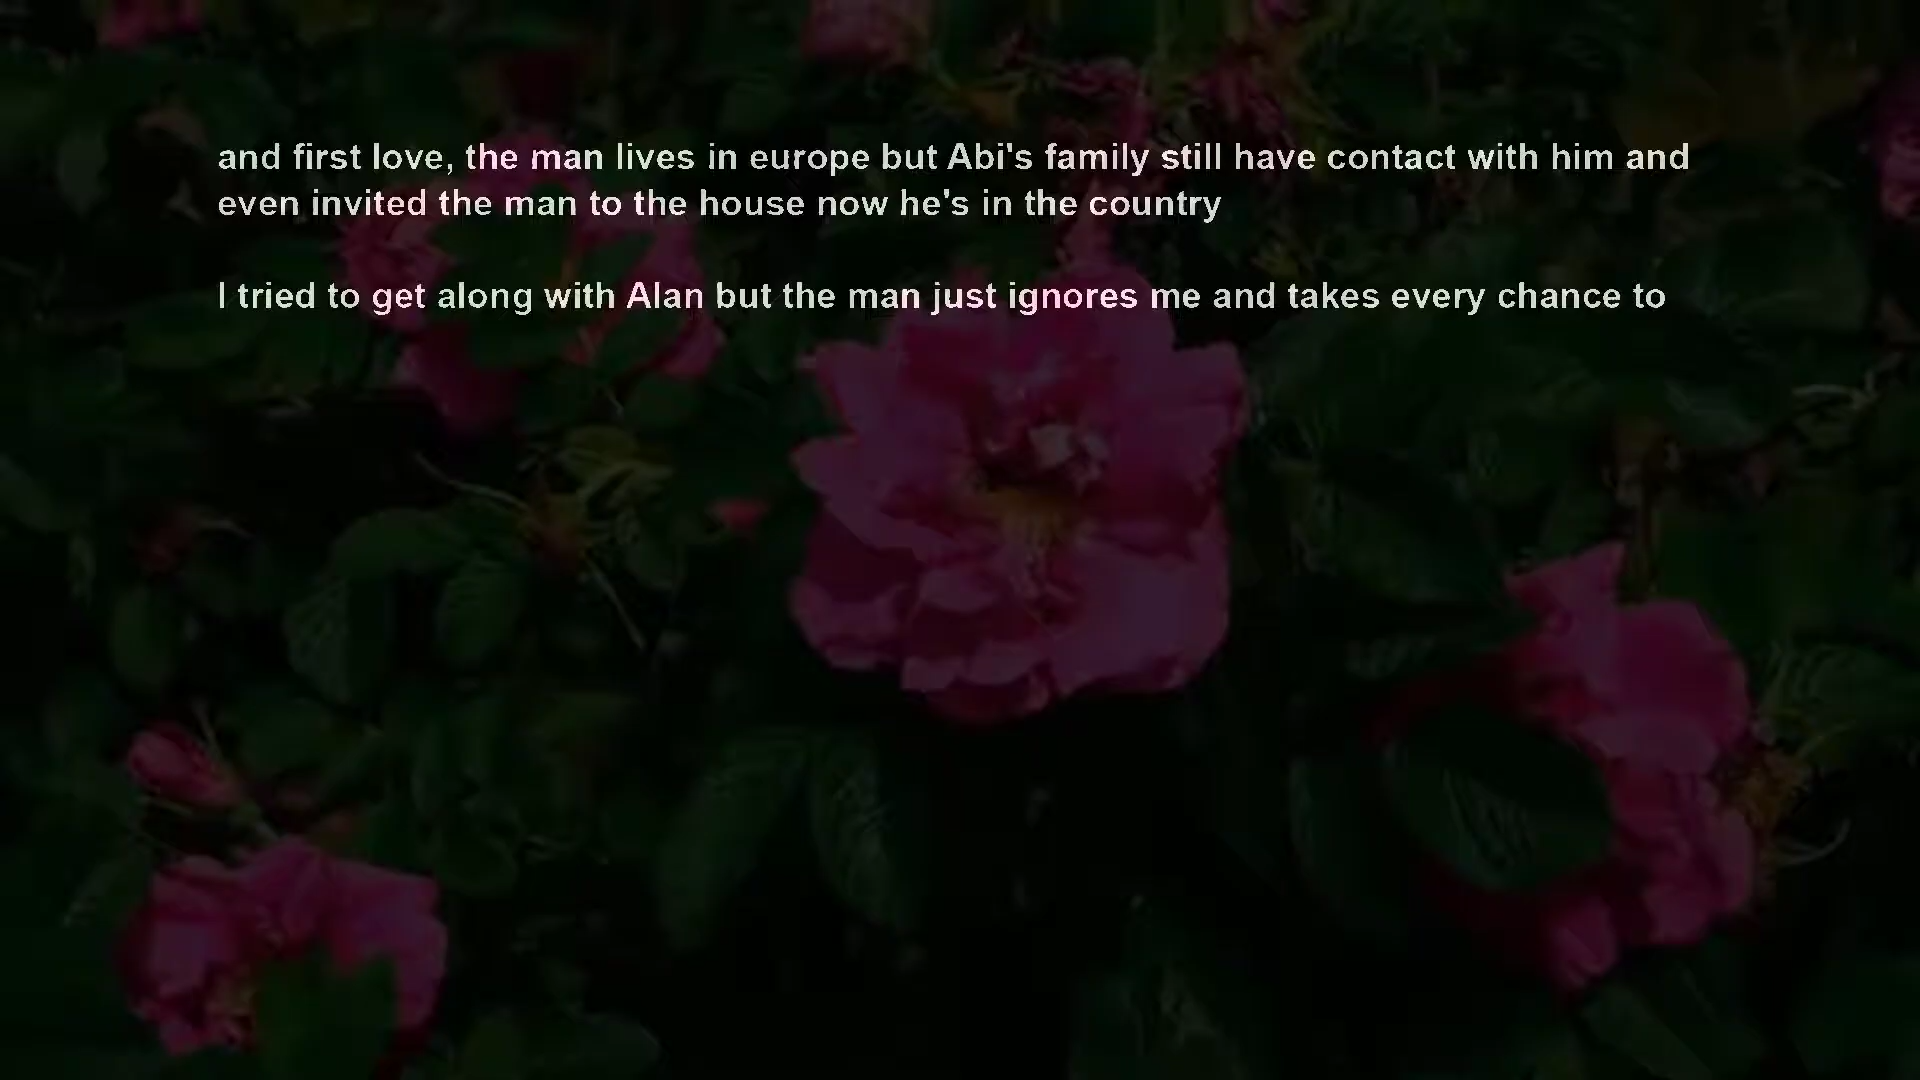 and first love, the man lives in europe but Abi's family still have contact with him and
even invited the man to the house now he's in the country
I tried to get along with Alan but the man just ignores me and takes every chance to